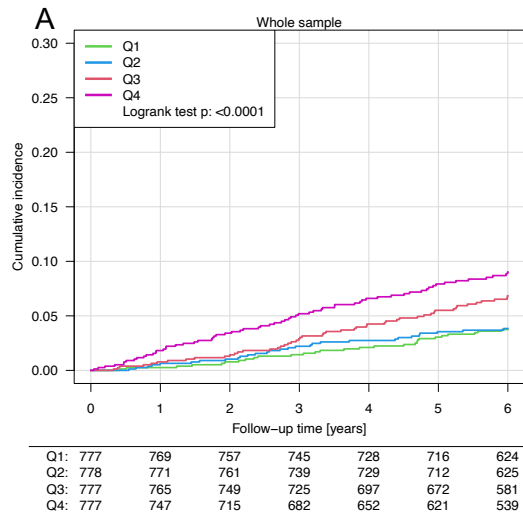 A
Whole sample
Q1
Q2
Q3
Q4
Logrank test p: <0.0001
0.30
0.25
0.20
0.15
0.10
0.05
0.00
Cumulative incidence
0 1 2 3 4 5 6
Follow−up time [years]
Q1: 777 769 757 745 728 716 624
Q2: 778 771 761 739 729 712 625
Q3: 777 765 749 725 697 672 581
Q4: 777 747 715 682 652 621 539